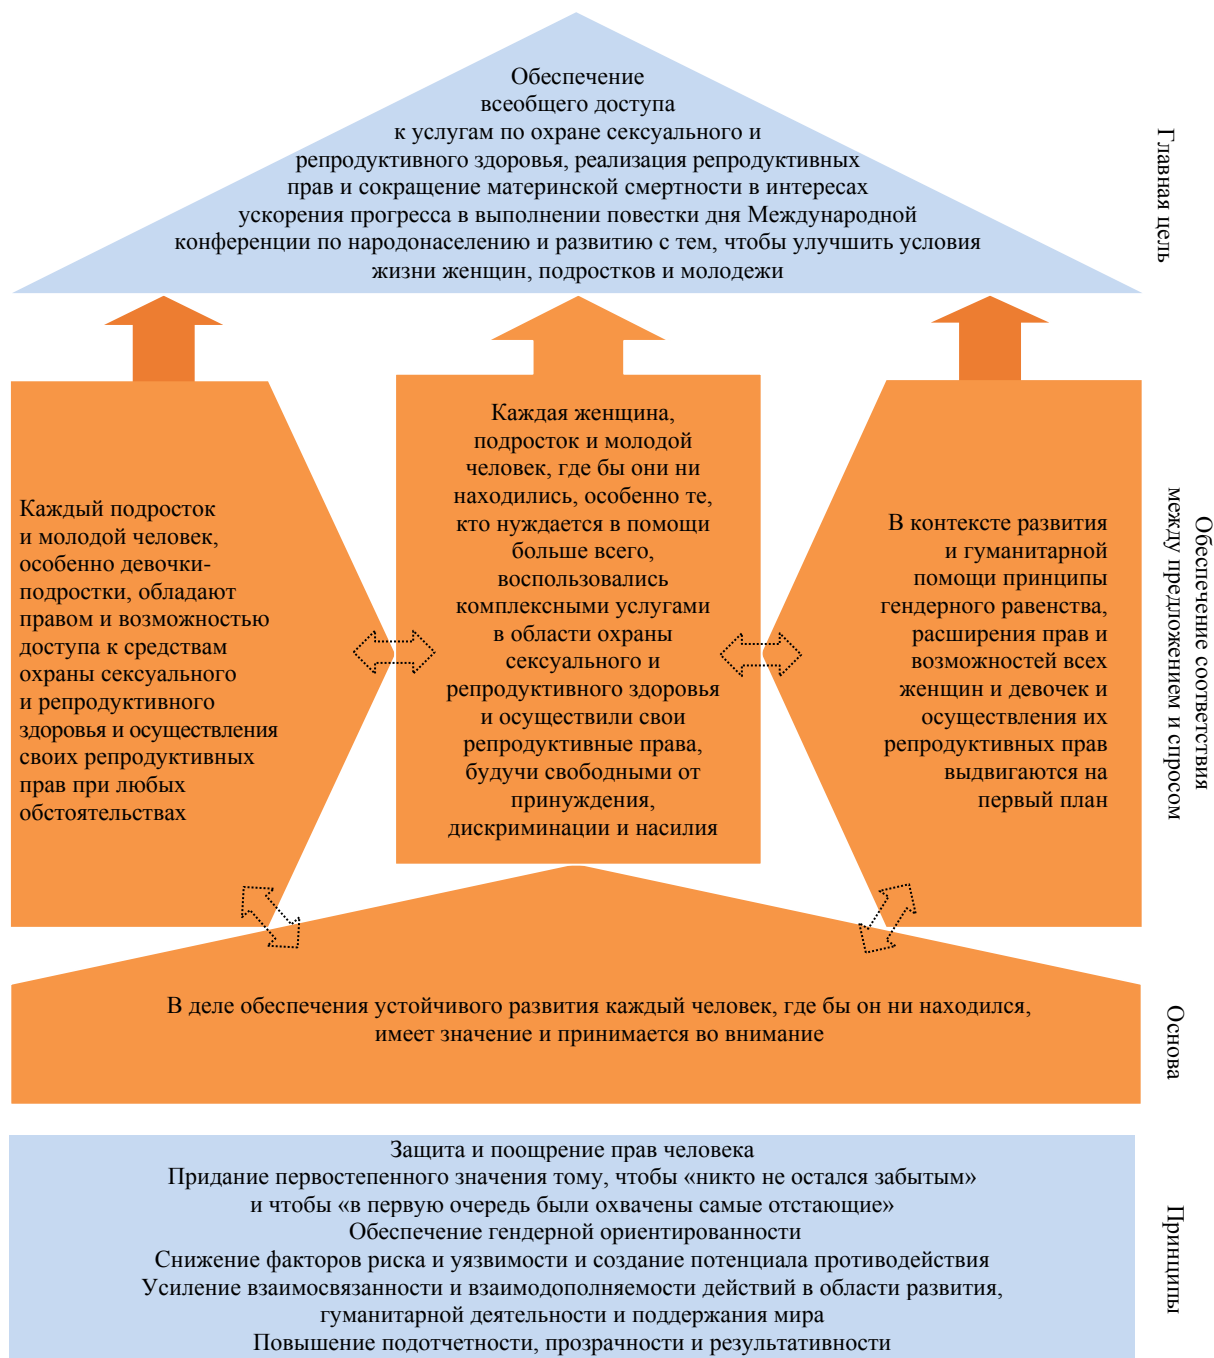 Обеспечение
всеобщего доступа
к услугам по охране сексуального и
репродуктивного здоровья, реализация репродуктивных
прав и сокращение материнской смертности в интересах
ускорения прогресса в выполнении повестки дня Международной
конференции по народонаселению и развитию с тем, чтобы улучшить условия
жизни женщин, подростков и молодежи
Главная цель
Каждый подросток
и молодой человек,
особенно девочки-
подростки, обладают
правом и возможностью
доступа к средствам
охраны сексуального
и репродуктивного
здоровья и осуществления
своих репродуктивных
прав при любых
обстоятельствах
Каждая женщина,
подросток и молодой
человек, где бы они ни
находились, особенно те,
кто нуждается в помощи
больше всего,
воспользовались
комплексными услугами
в области охраны
сексуального и
репродуктивного здоровья
и осуществили свои
репродуктивные права,
будучи свободными от
принуждения,
дискриминации и насилия
В контексте развития
и гуманитарной
помощи принципы
гендерного равенства,
расширения прав и
возможностей всех
женщин и девочек и
осуществления их
репродуктивных прав
выдвигаются на
первый план
Обеспечение соответствия
между предложением и спросом
В деле обеспечения устойчивого развития каждый человек, где бы он ни находился,
имеет значение и принимается во внимание
Основа
Защита и поощрение прав человека
Придание первостепенного значения тому, чтобы «никто не остался забытым»
и чтобы «в первую очередь были охвачены самые отстающие»
Обеспечение гендерной ориентированности
Снижение факторов риска и уязвимости и создание потенциала противодействия
Усиление взаимосвязанности и взаимодополняемости действий в области развития,
гуманитарной деятельности и поддержания мира
Повышение подотчетности, прозрачности и результативности
Принципы